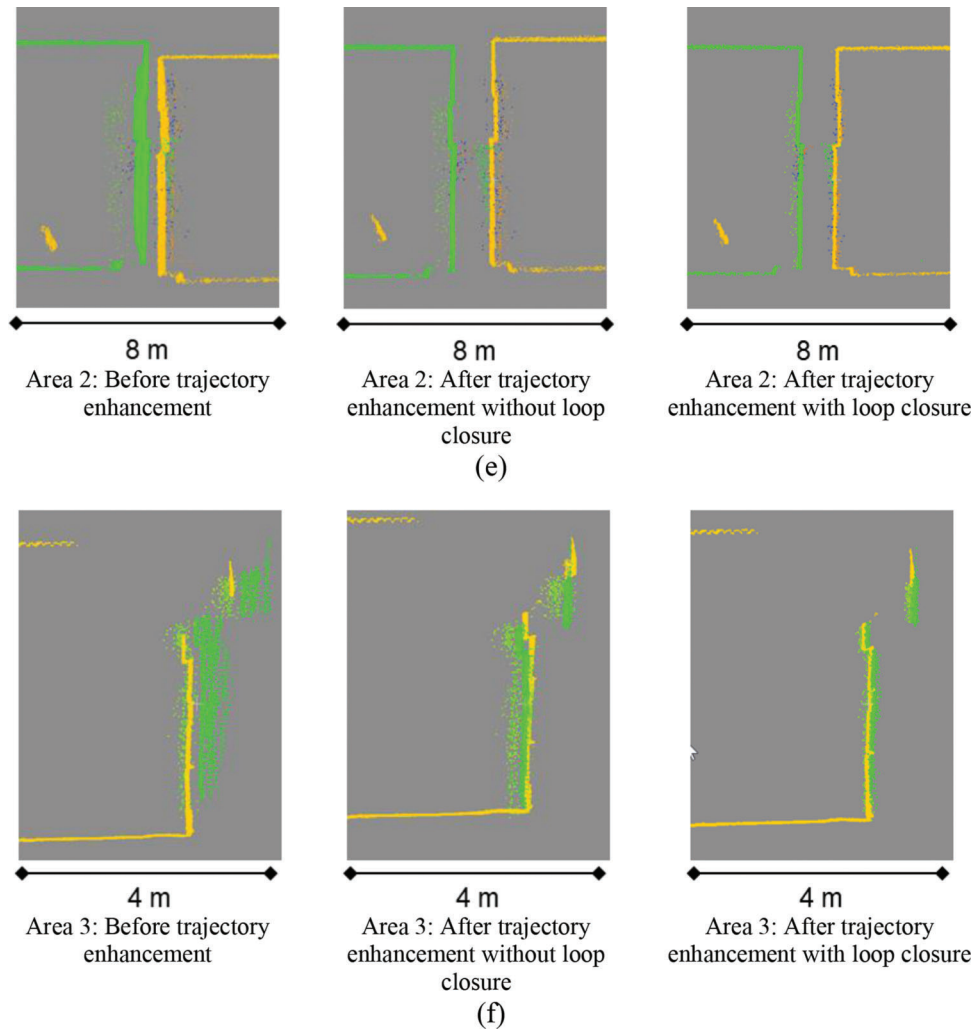 8 m
8 m
8 m
Area 2: Before trajectory
enhancement
Area 2: After trajectory
enhancement without loop
closure
Area 2: After trajectory
enhancement with loop closure
(e)
4 m
4 m
4 m
Area 3: Before trajectory
enhancement
Area 3: After trajectory
enhancement without loop
closure
Area 3: After trajectory
enhancement with loop closure
(f)